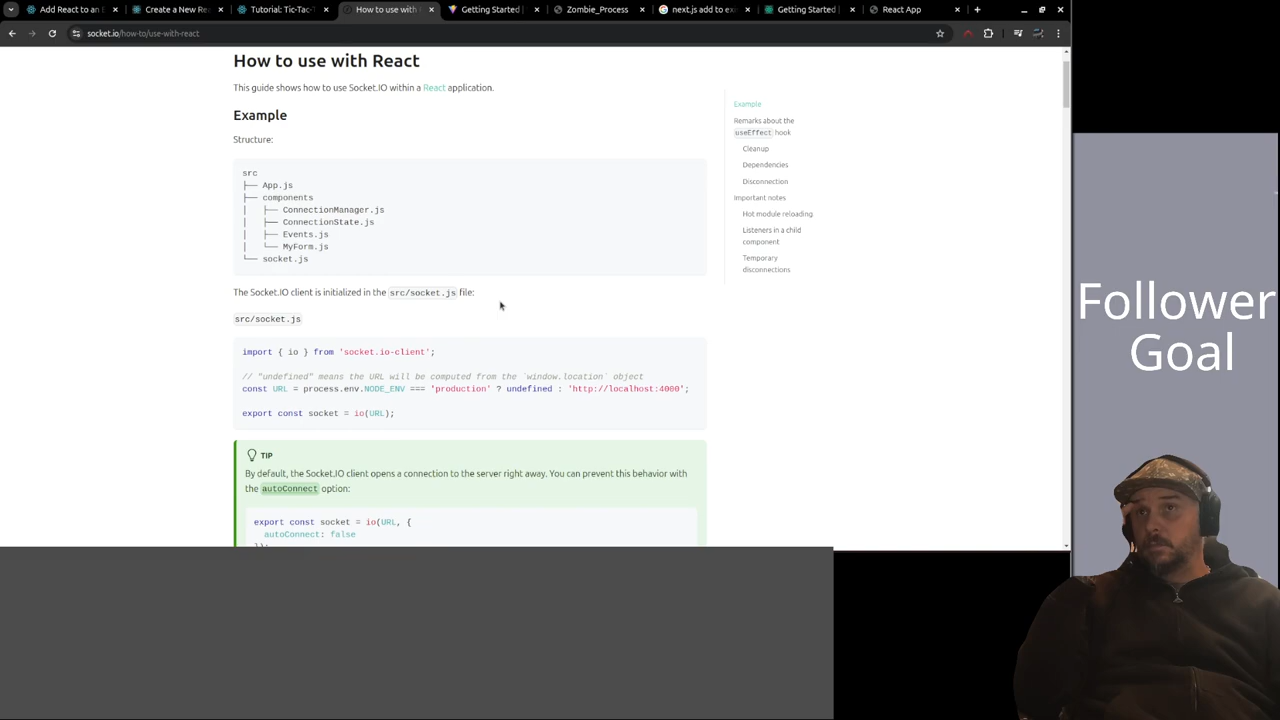 Add React to an E
Create a New Re
Tutorial: Tic-Tac-T
How to use with
Getting Started
Zombie_Process
next.js add to exi
Getting Started
React App
socket.io/how-to/use-with-react
How to use with React
This guide shows how to use Socket.IO within a React application.
Example
Structure:
src
├── App.js
├── components
│   ├── ConnectionManager.js
│   ├── ConnectionState.js
│   ├── Events.js
│   └── MyForm.js
└── socket.js
The Socket.IO client is initialized in the src/socket.js file:
src/socket.js
import { io } from 'socket.io-client';
// "undefined" means the URL will be computed from the `window.location` object
const URL = process.env.NODE_ENV === 'production' ? undefined : 'http://localhost:4000';
export const socket = io(URL);
TIP
By default, the Socket.IO client opens a connection to the server right away. You can prevent this behavior with
the autoConnect option:
export const socket = io(URL, {
autoConnect: false
});
Example
Remarks about the
useEffect hook
Cleanup
Dependencies
Disconnection
Important notes
Hot module reloading
Listeners in a child
component
Temporary
disconnections
Follower
Goal